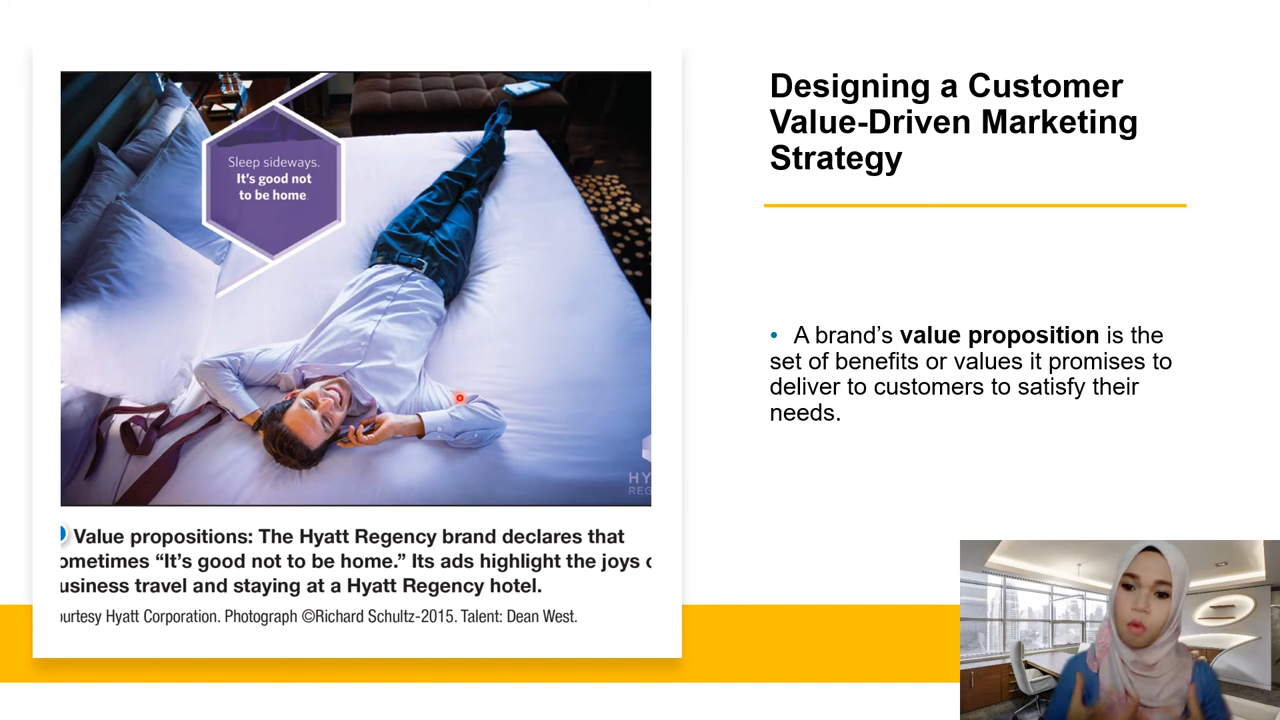 Sleep sideways.
It's good not
to be home
Value propositions: The Hyatt Regency brand declares that
ometimes “It's good not to be home.” Its ads highlight the joys
usiness travel and staying at a Hyatt Regency hotel.
ourtesy Hyatt Corporation. Photograph ©Richard Schultz-2015. Talent: Dean West.
Designing a Customer
Value-Driven Marketing
Strategy
• A brand’s value proposition is the
set of benefits or values it promises to
deliver to customers to satisfy their
needs.
HY
REG